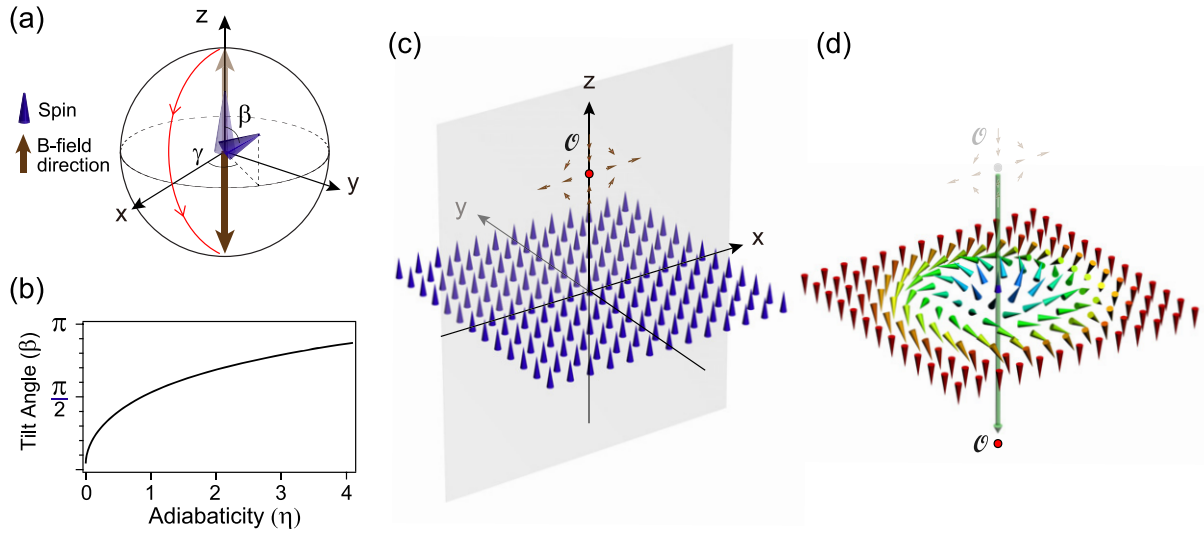 (a)
z
Spin
B-field
direction
β
γ
x
y
(b)
Tilt Angle (β)
π
π
2
0
1
2
3
4
Adiabaticity (η)
(c)
z
𝒪
y
x
(d)
𝒪
𝒪